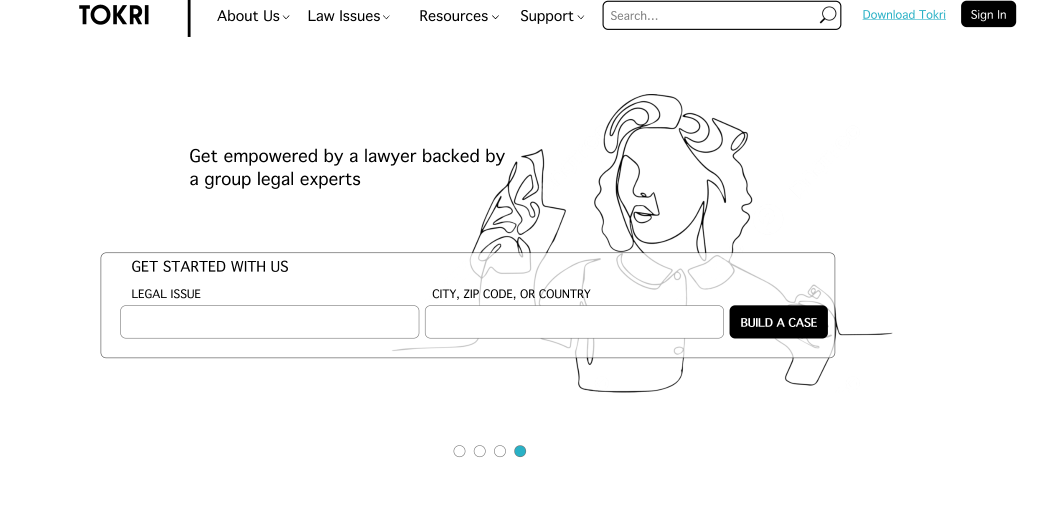 TOKRI
About Us
Law Issues
Resources
Support
Search...
Download Tokri
Sign In
Get empowered by a lawyer backed by
a group legal experts
GET STARTED WITH US
LEGAL ISSUE
CITY, ZIP CODE, OR COUNTRY
BUILD A CASE